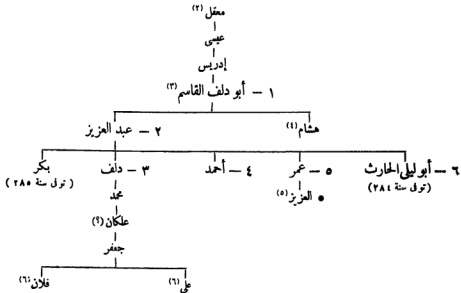 معقل (٢)
عيسى
إدريس
١ – أبو دلف القاسم (٣)
هشام (٤)
٢ – عبد العزيز
٦ – أبو ليلى الحارث
(توفى سنة ٢٨٤)
٥ – عمر
٤ – أحمد
٣ – دلف
بكر
(توفى سنة ٢٨٥)
العزيز (٥)
محمد
علكان (؟)
جعفر
على (٦)
فلان (٦)